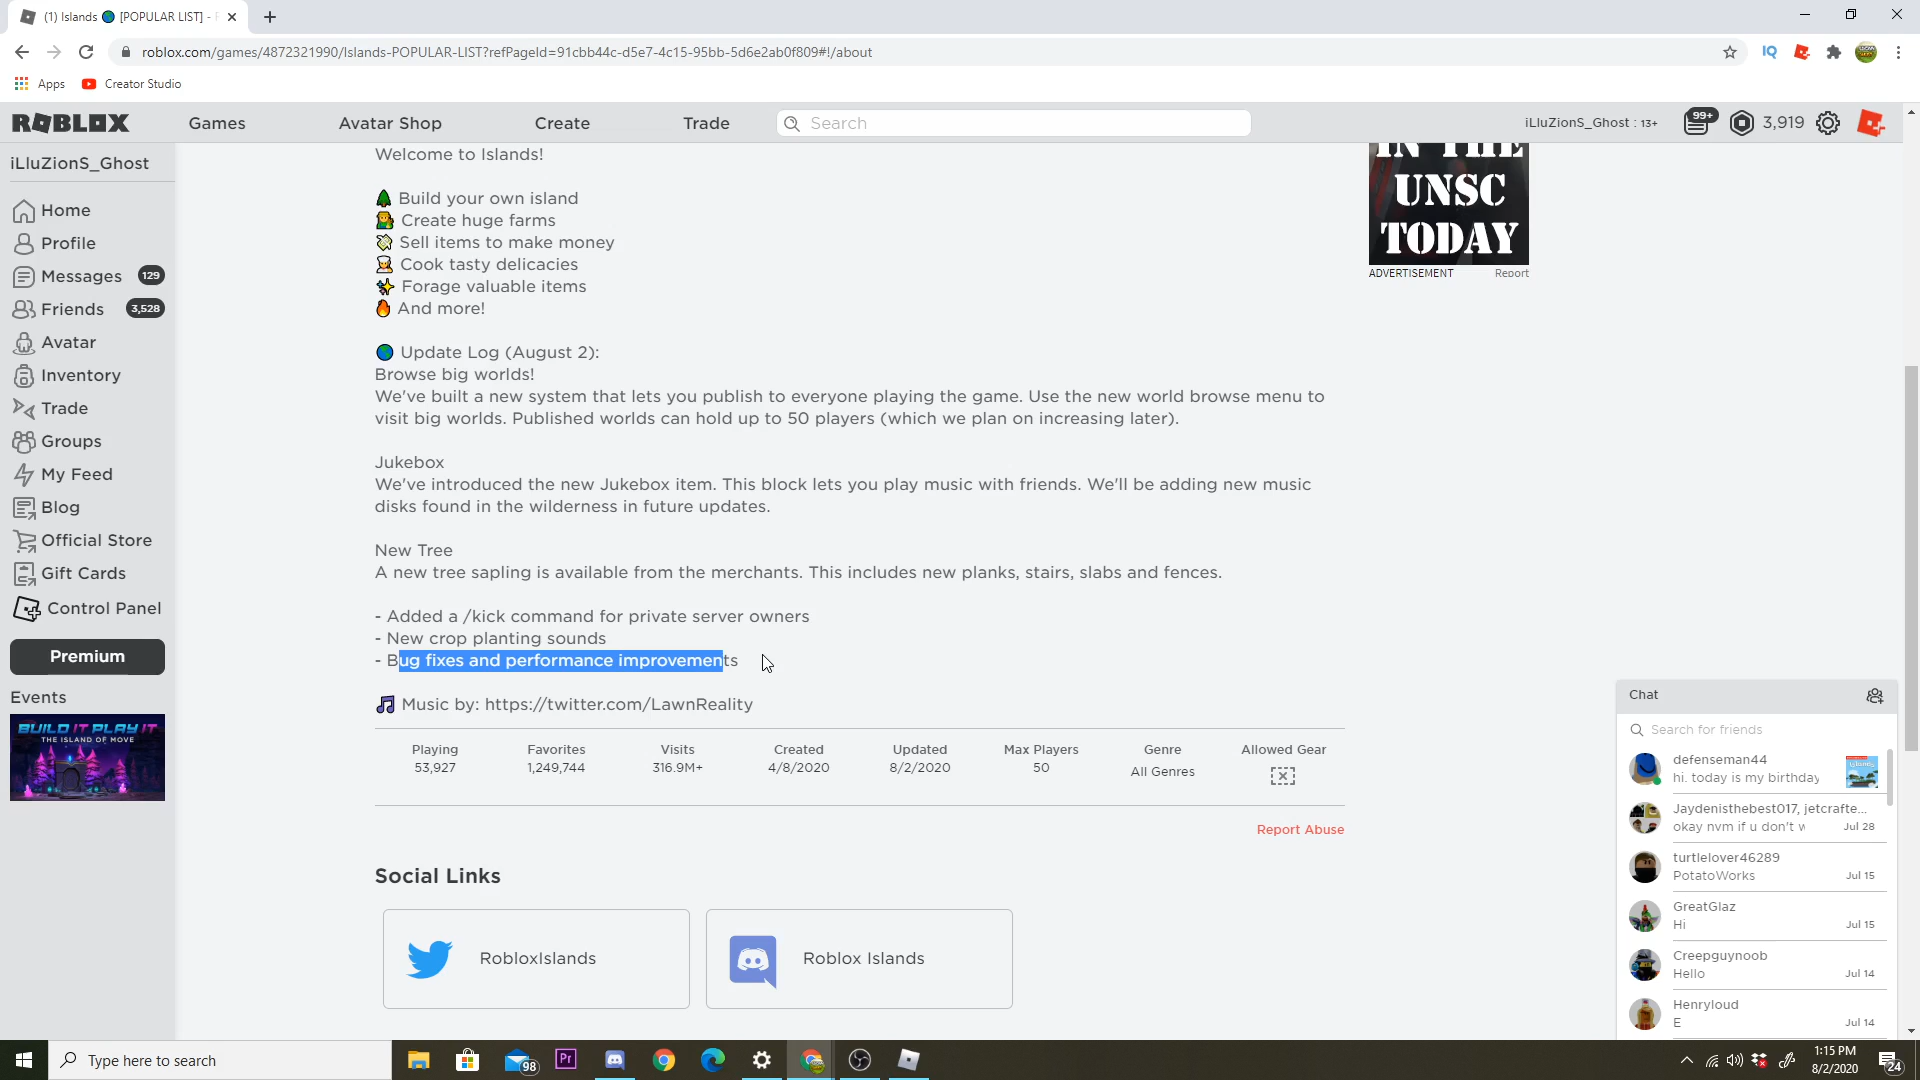 (1) Islands [POPULAR LIST] -
roblox.com/games/4872321990/Islands-POPULAR-LIST?refPageId=91cbb44c-d5e7-4c15-95bb-5d6e2ab0f809#!/about
IQ
Apps Creator Studio
ROBLOX Games Avatar Shop Create Trade Search iLluZionS_Ghost : 13+ 99+ 3,919
iLluZionS_Ghost
Home
Profile
Messages 129
Friends 3,528
Avatar
Inventory
Trade
Groups
My Feed
Blog
Official Store
Gift Cards
Control Panel
Premium
Events
BUILD IT PLAY IT
THE ISLAND OF MOVE
Welcome to Islands!
Build your own island
Create huge farms
Sell items to make money
Cook tasty delicacies
Forage valuable items
And more!
Update Log (August 2):
Browse big worlds!
We've built a new system that lets you publish to everyone playing the game. Use the new world browse menu to
visit big worlds. Published worlds can hold up to 50 players (which we plan on increasing later).
Jukebox
We've introduced the new Jukebox item. This block lets you play music with friends. We'll be adding new music
disks found in the wilderness in future updates.
New Tree
A new tree sapling is available from the merchants. This includes new planks, stairs, slabs and fences.
- Added a /kick command for private server owners
- New crop planting sounds
- Bug fixes and performance improvements
Music by: https://twitter.com/LawnReality
Playing Favorites Visits Created Updated Max Players Genre Allowed Gear
53,927 1,249,744 316.9M+ 4/8/2020 8/2/2020 50 All Genres
Report Abuse
Social Links
RobloxIslands Roblox Islands
IN THE
UNSC
TODAY
ADVERTISEMENT Report
Chat
Search for friends
defenseman44
hi. today is my birthday
Islands
Jaydenisthebest017, jetcrafte...
okay nvm if u don't w Jul 28
turtlelover46289
PotatoWorks Jul 15
GreatGlaz
Hi Jul 15
Creepguynoob
Hello Jul 14
Henryloud
E Jul 14
Type here to search
98
Pr
1:15 PM
8/2/2020
24